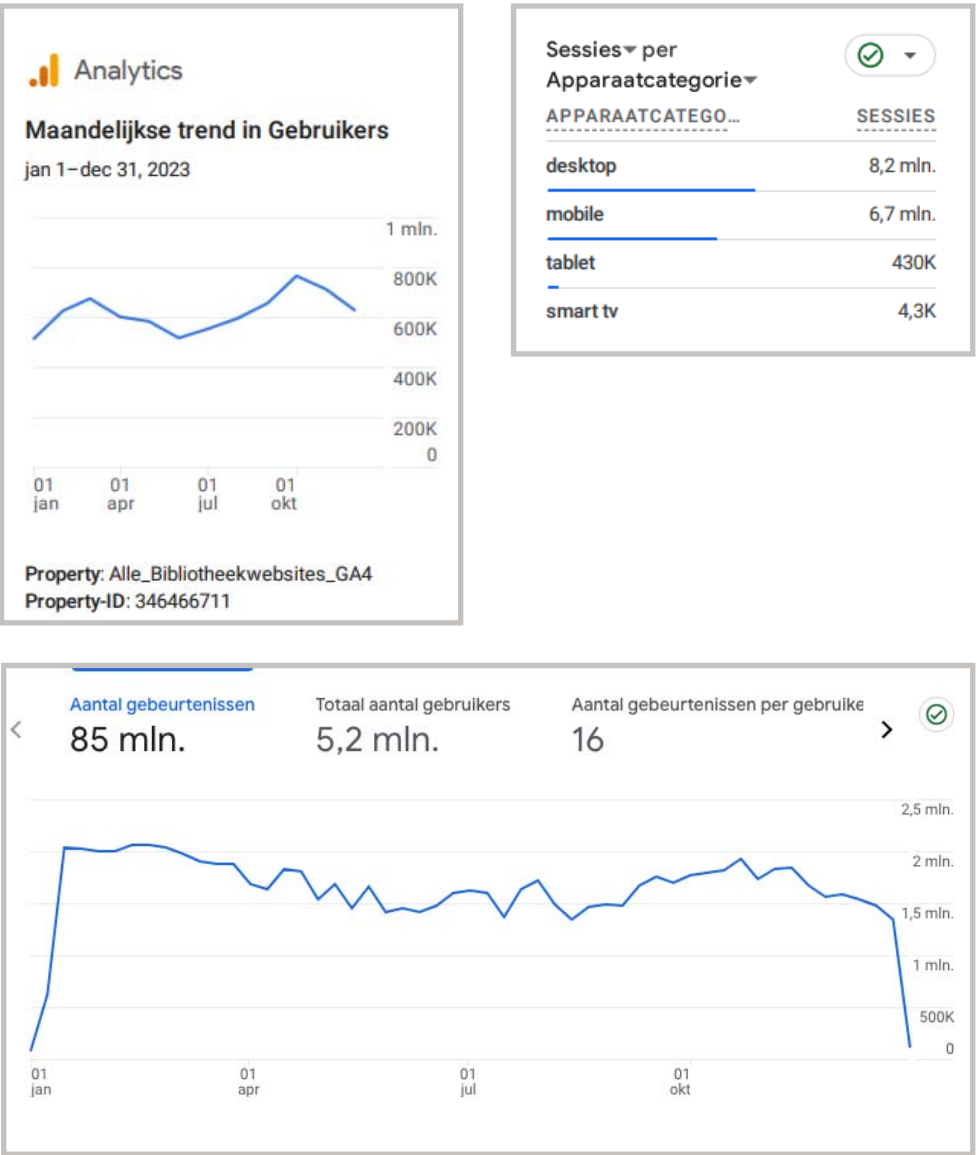 Analytics
Maandelijkse trend in Gebruikers
jan 1–dec 31, 2023
1 mln.
800K
600K
400K
200K
0
01 01 01 01
jan apr jul okt
Property: Alle_Bibliotheekwebsites_GA4
Property-ID: 346466711
Sessies per
Apparaatcategorie
APPARAATCATEGO... SESSIES
desktop 8,2 mln.
mobile 6,7 mln.
tablet 430K
smart tv 4,3K
Aantal gebeurtenissen Totaal aantal gebruikers Aantal gebeurtenissen per gebruike
85 mln. 5,2 mln. 16
2,5 mln.
2 mln.
1,5 mln.
1 mln.
500K
0
01 01 01 01
jan apr jul okt